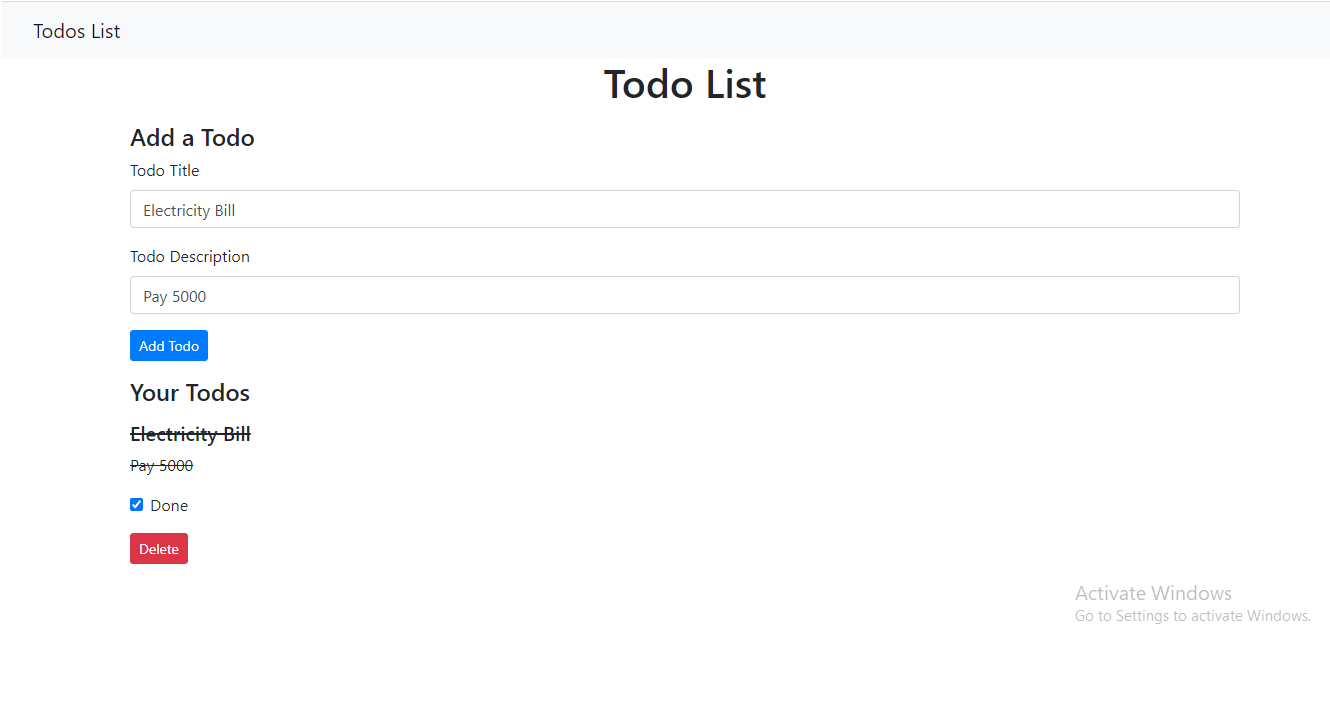 Todos List
Todo List
Add a Todo
Todo Title
Electricity Bill
Todo Description
Pay 5000
Add Todo
Your Todos
Electricity Bill
Pay 5000
Done
Delete
Activate Windows
Go to Settings to activate Windows.